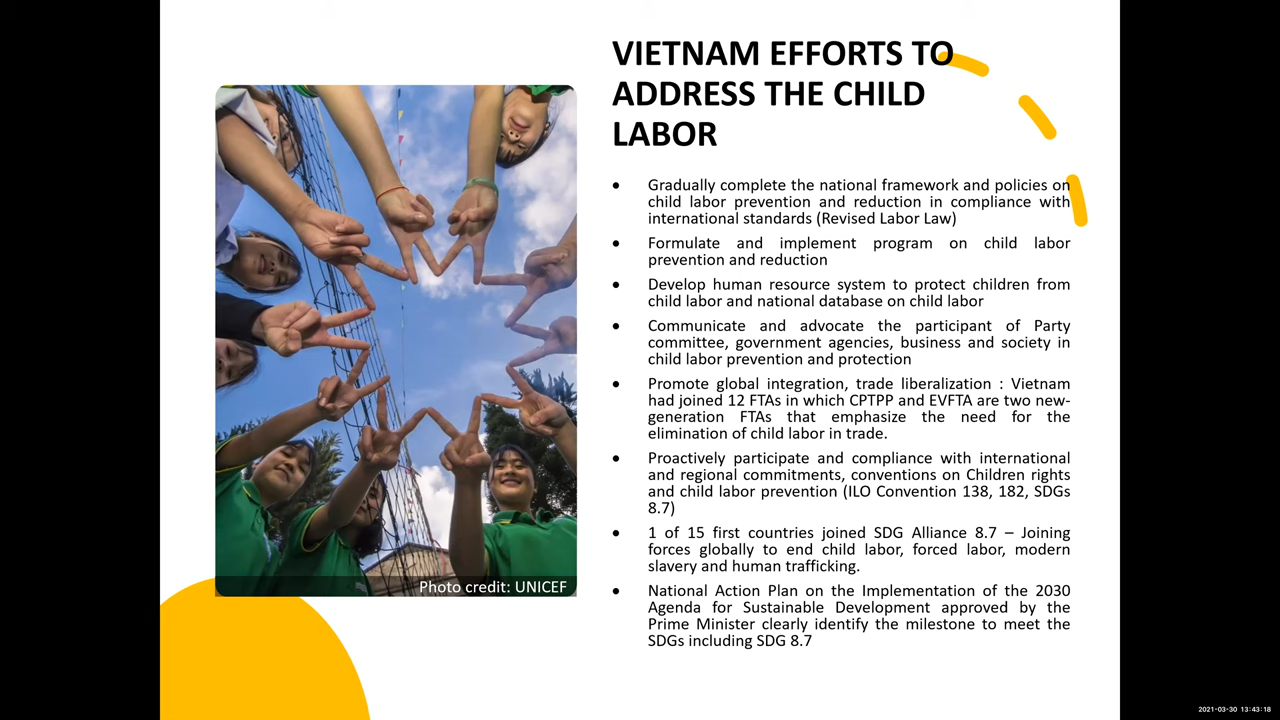 VIETNAM EFFORTS TO
ADDRESS THE CHILD
LABOR
• Gradually complete the national framework and policies on
child labor prevention and reduction in compliance with
international standards (Revised Labor Law)
• Formulate and implement program on child labor
prevention and reduction
• Develop human resource system to protect children from
child labor and national database on child labor
• Communicate and advocate the participant of Party
committee, government agencies, business and society in
child labor prevention and protection
• Promote global integration, trade liberalization : Vietnam
had joined 12 FTAs in which CPTPP and EVFTA are two new-
generation FTAs that emphasize the need for the
elimination of child labor in trade.
• Proactively participate and compliance with international
and regional commitments, conventions on Children rights
and child labor prevention (ILO Convention 138, 182, SDGs
8.7)
• 1 of 15 first countries joined SDG Alliance 8.7 – Joining
forces globally to end child labor, forced labor, modern
slavery and human trafficking.
• National Action Plan on the Implementation of the 2030
Agenda for Sustainable Development approved by the
Prime Minister clearly identify the milestone to meet the
SDGs including SDG 8.7
Photo credit: UNICEF
2021-03-30 13:43:18